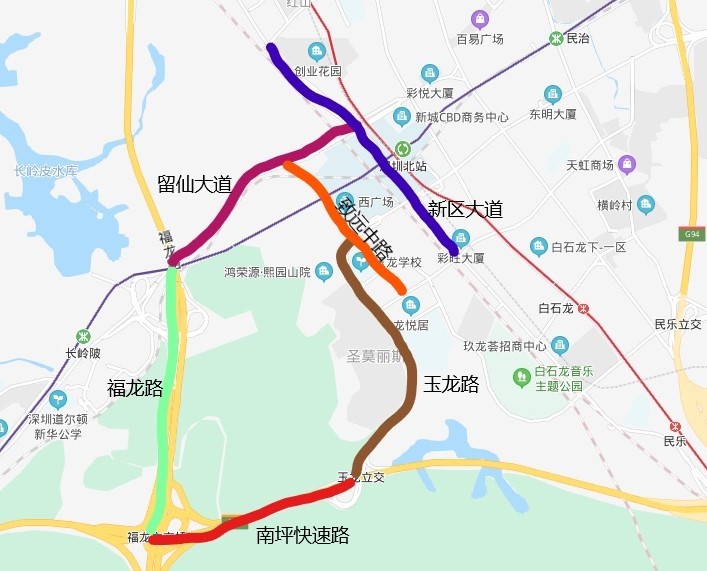 红山
百易广场
民治
创业花园
彩悦大厦
新城CBD商务中心
东明大厦
长岭皮水库
圳北站
天虹商场
留仙大道
西广场
横岭村
新区大道
致远中路
福龙
G94
鸿荣源·熙园山院
龙学校
彩旺大厦
白石龙下·一区
龙悦居
白石龙
民乐立交
长岭陂
圣莫丽斯
玖龙荟招商中心
福龙路
玉龙路
白石龙音乐
主题公园
深圳道尔顿
新华公学
民乐
玉龙立交
福龙
南坪快速路